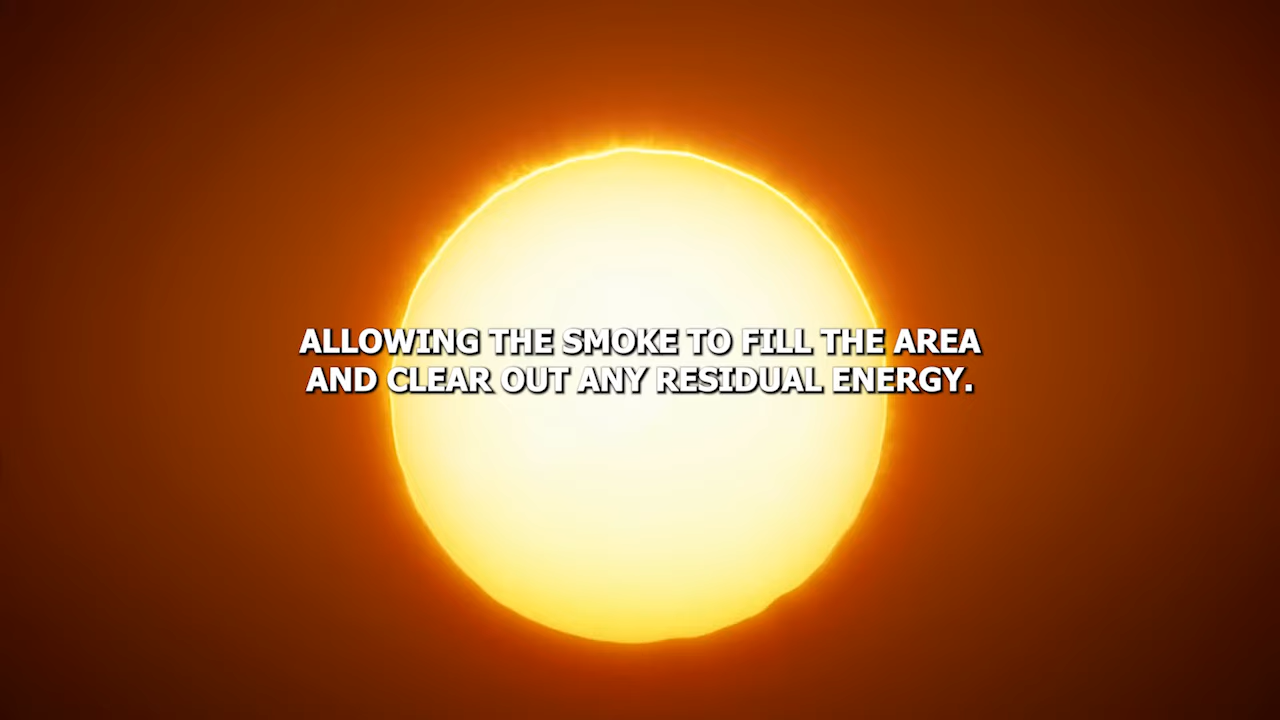 ALLOWING THE SMOKE TO FILL THE AREA
AND CLEAR OUT ANY RESIDUAL ENERGY.